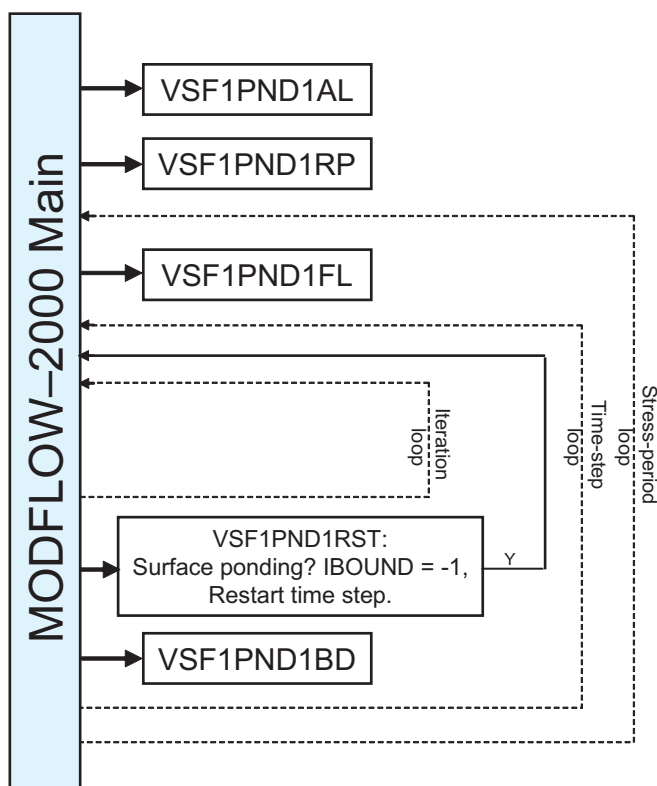 MODFLOW–2000 Main
VSF1PND1AL
VSF1PND1RP
VSF1PND1FL
Iteration
loop
Time-step
loop
Stress-period
loop
VSF1PND1RST:
Surface ponding? IBOUND = -1,
Restart time step.
Y
VSF1PND1BD